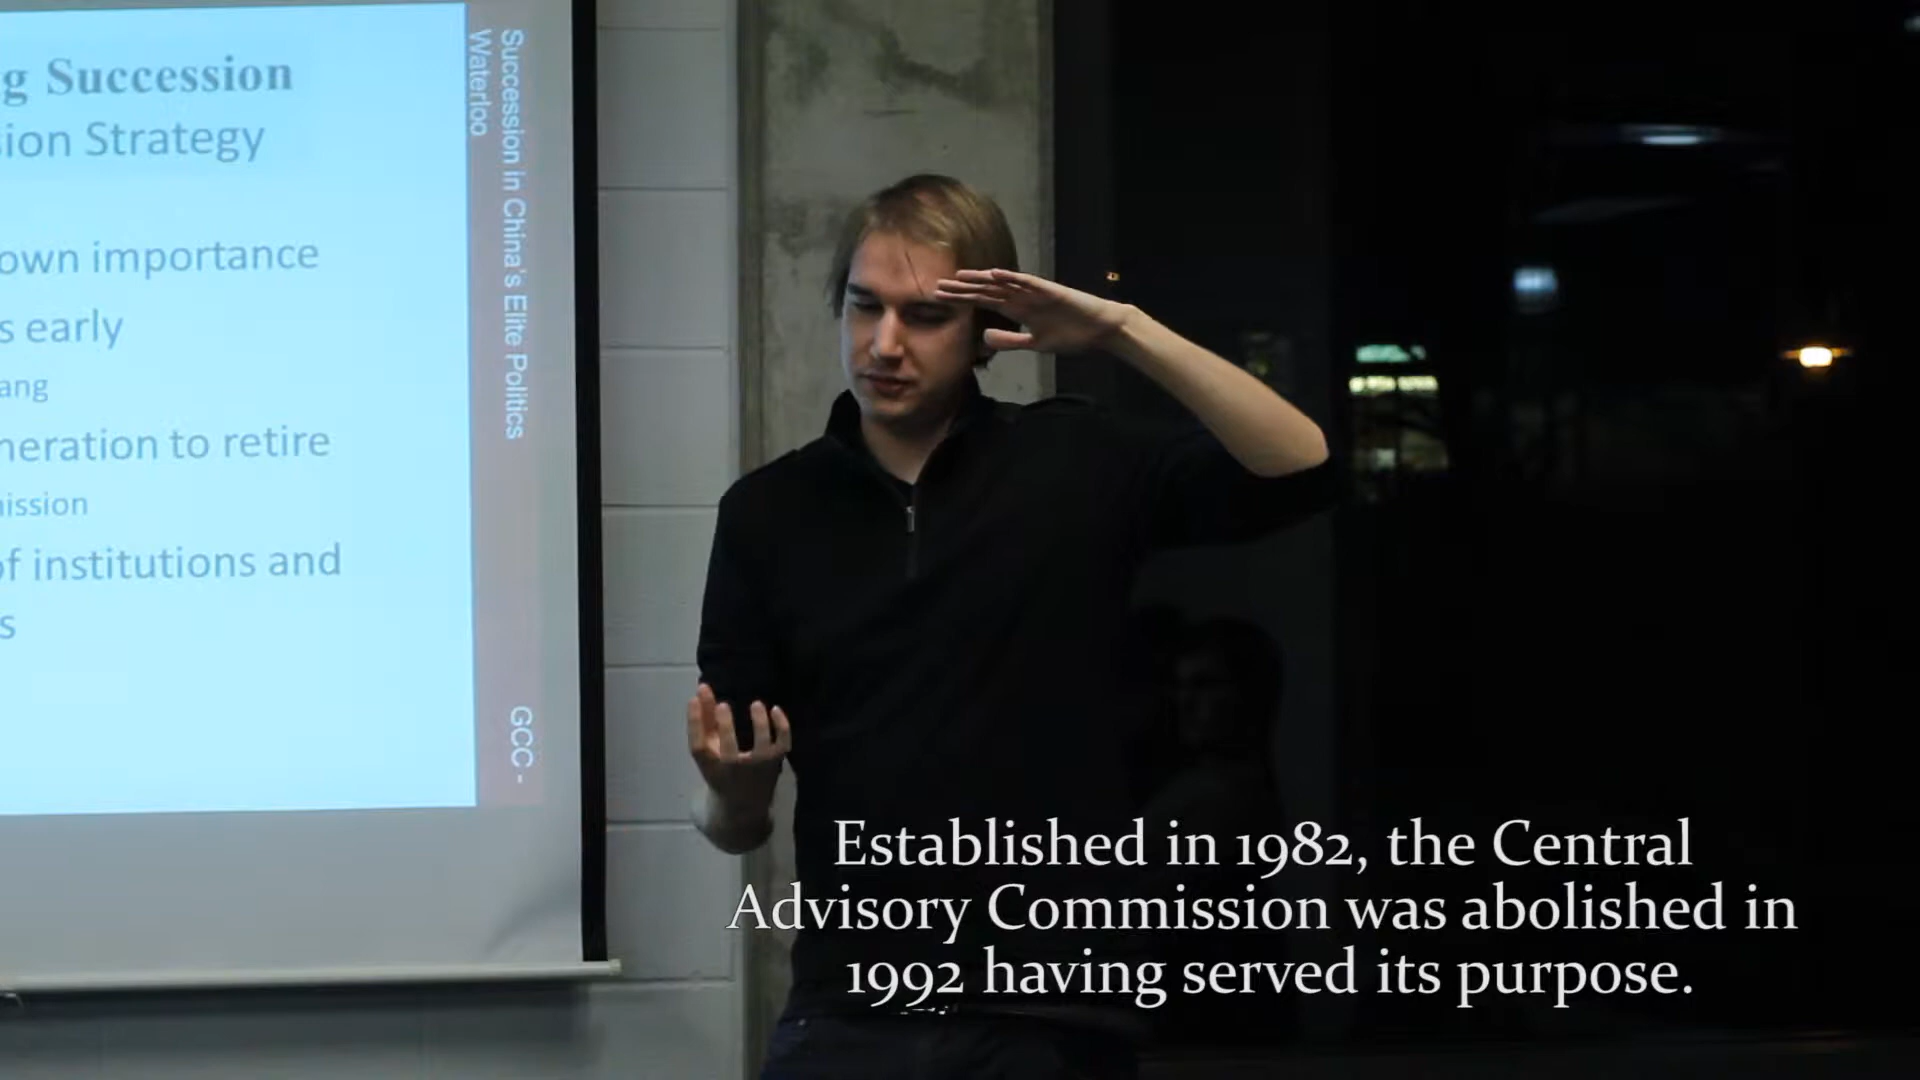 g Succession
ion Strategy
own importance
s early
ang
neration to retire
ission
of institutions and
s
Succession in China's Elite Politics
Waterloo
GCC -
Established in 1982, the Central
Advisory Commission was abolished in
1992 having served its purpose.